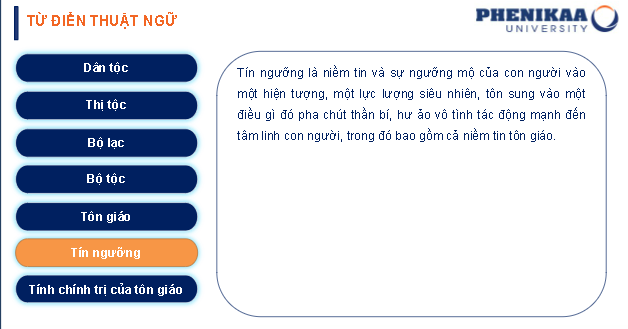 TỪ ĐIỂN THUẬT NGỮ
PHENIKAA
UNIVERSITY
Dân tộc
Thị tộc
Bộ lạc
Bộ tộc
Tôn giáo
Tín ngưỡng
Tính chính trị của tôn giáo
Tín ngưỡng là niềm tin và sự ngưỡng mộ của con người vào
một hiện tượng, một lực lượng siêu nhiên, tôn sung vào một
điều gì đó pha chút thần bí, hư ảo vô tình tác động mạnh đến
tâm linh con người, trong đó bao gồm cả niềm tin tôn giáo.